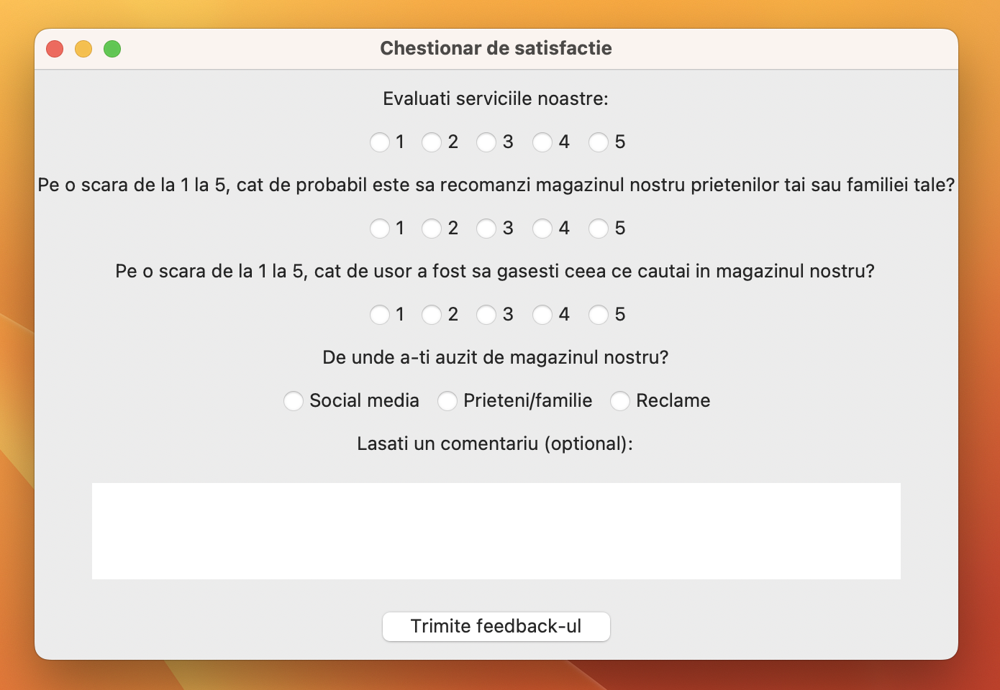 Chestionar de satisfactie
Evaluati serviciile noastre:
1 2 3 4 5
Pe o scara de la 1 la 5, cat de probabil este sa recomanzi magazinul nostru prietenilor tai sau familiei tale?
1 2 3 4 5
Pe o scara de la 1 la 5, cat de usor a fost sa gasesti ceea ce cautai in magazinul nostru?
1 2 3 4 5
De unde a-ti auzit de magazinul nostru?
Social media Prieteni/familie Reclame
Lasati un comentariu (optional):
Trimite feedback-ul